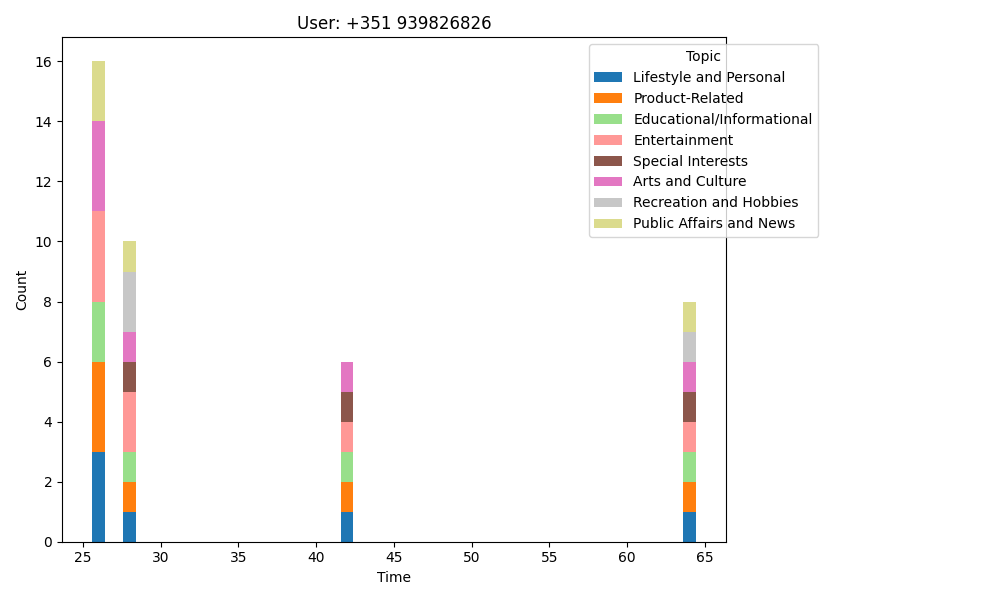 User: +351 939826826
Topic
Lifestyle and Personal
Product-Related
Educational/Informational
Entertainment
Special Interests
Arts and Culture
Recreation and Hobbies
Public Affairs and News
Count
16
14
12
10
8
6
4
2
0
25 30 35 40 45 50 55 60 65
Time